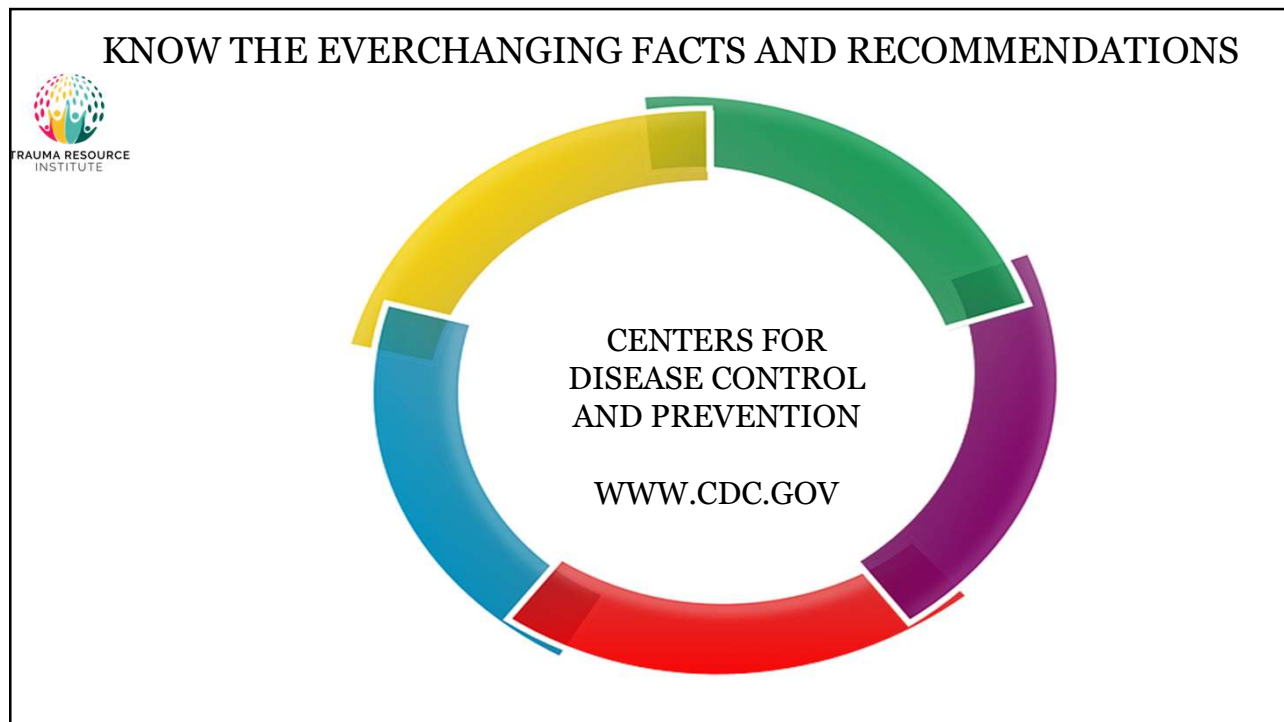 KNOW THE EVERCHANGING FACTS AND RECOMMENDATIONS
TRAUMA RESOURCE
INSTITUTE
CENTERS FOR
DISEASE CONTROL
AND PREVENTION
WWW.CDC.GOV